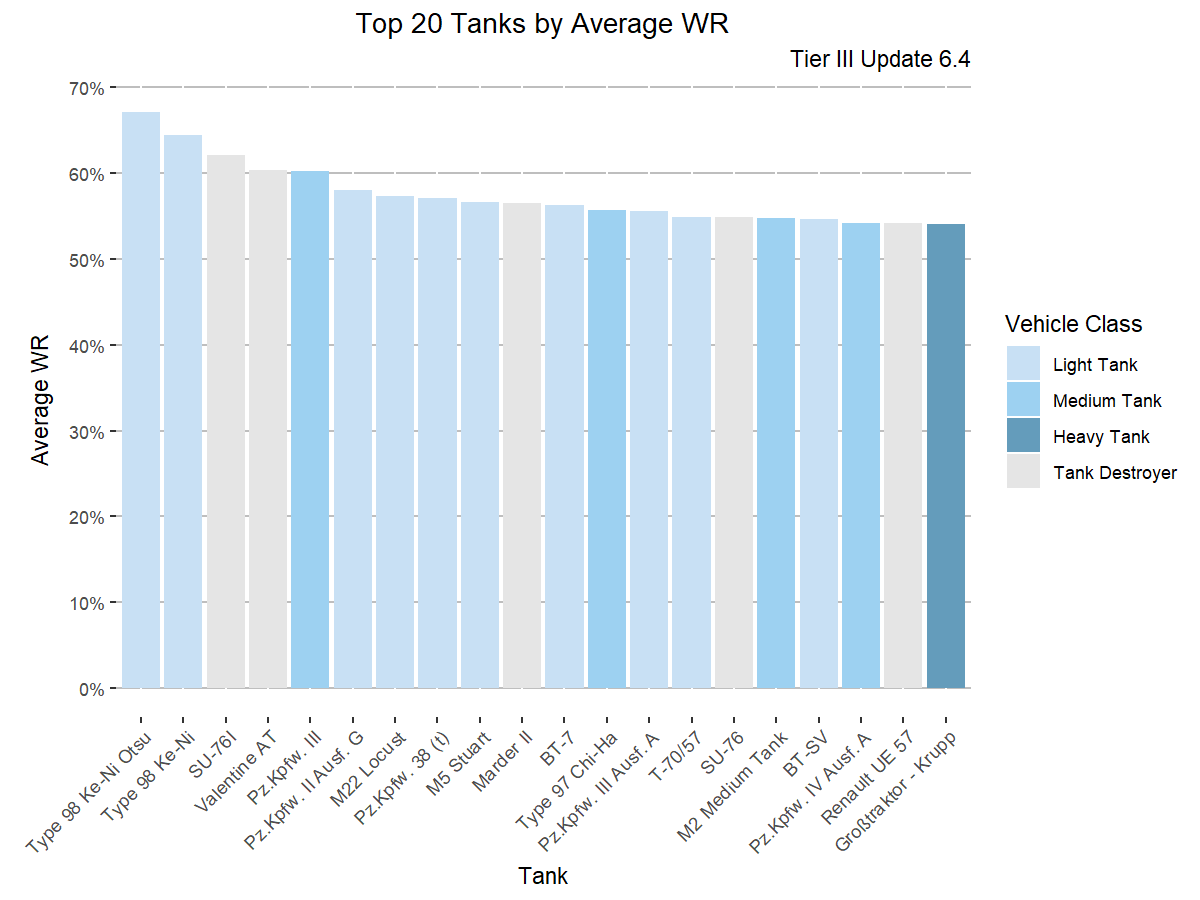 Top 20 Tanks by Average WR
Tier III Update 6.4
70%
60%
50%
40%
30%
20%
10%
0%
Average WR
Type 98 Ke-Ni Otsu
Type 98 Ke-Ni
SU-76I
Valentine AT
Pz.Kpfw. III
Pz.Kpfw. II Ausf. G
M22 Locust
Pz.Kpfw. 38 (t)
M5 Stuart
Marder II
BT-7
Type 97 Chi-Ha
Pz.Kpfw. III Ausf. A
T-70/57
SU-76
M2 Medium Tank
BT-SV
Pz.Kpfw. IV Ausf. A
Renault UE 57
Großtraktor - Krupp
Tank
Vehicle Class
Light Tank
Medium Tank
Heavy Tank
Tank Destroyer